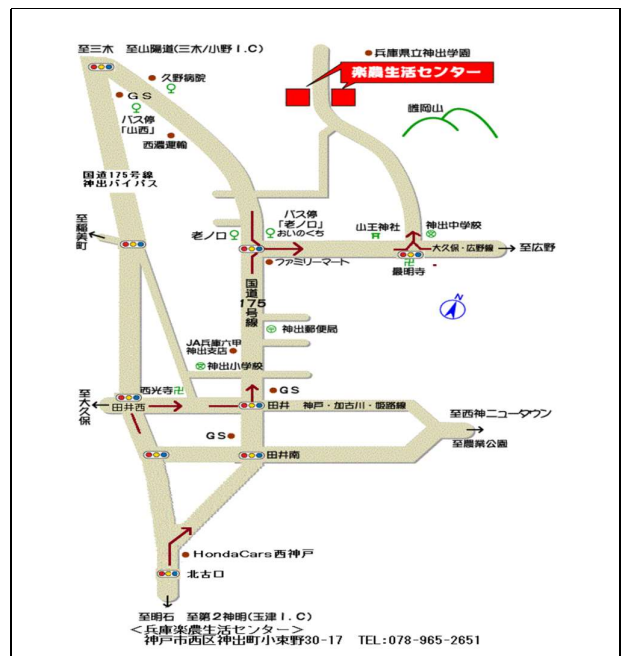 至三木 至山陽道(三木/小野I.C)
兵庫県立神出学園
久野病院
楽農生活センター
GS
バス停
「山西」
雄岡山
西濃運輸
国道175号線
神出バイパス
バス停
「老ノ口」
おいのくち
至稲美町
老ノ口
山王神社
神出中学校
大久保・広野線
至広野
ファミリーマート
最明寺
国道175号線
N
神出郵便局
JA兵庫六甲
神出支店
神出小学校
西光寺
GS
至大久保
田井西
田井
神戸・加古川・姫路線
至西神ニュータウン
GS
至農業公園
田井南
HondaCars西神戸
北古口
至明石 至第2神明(玉津I.C)
＜兵庫楽農生活センター＞
神戸市西区神出町小束野30-17 TEL:078-965-2651